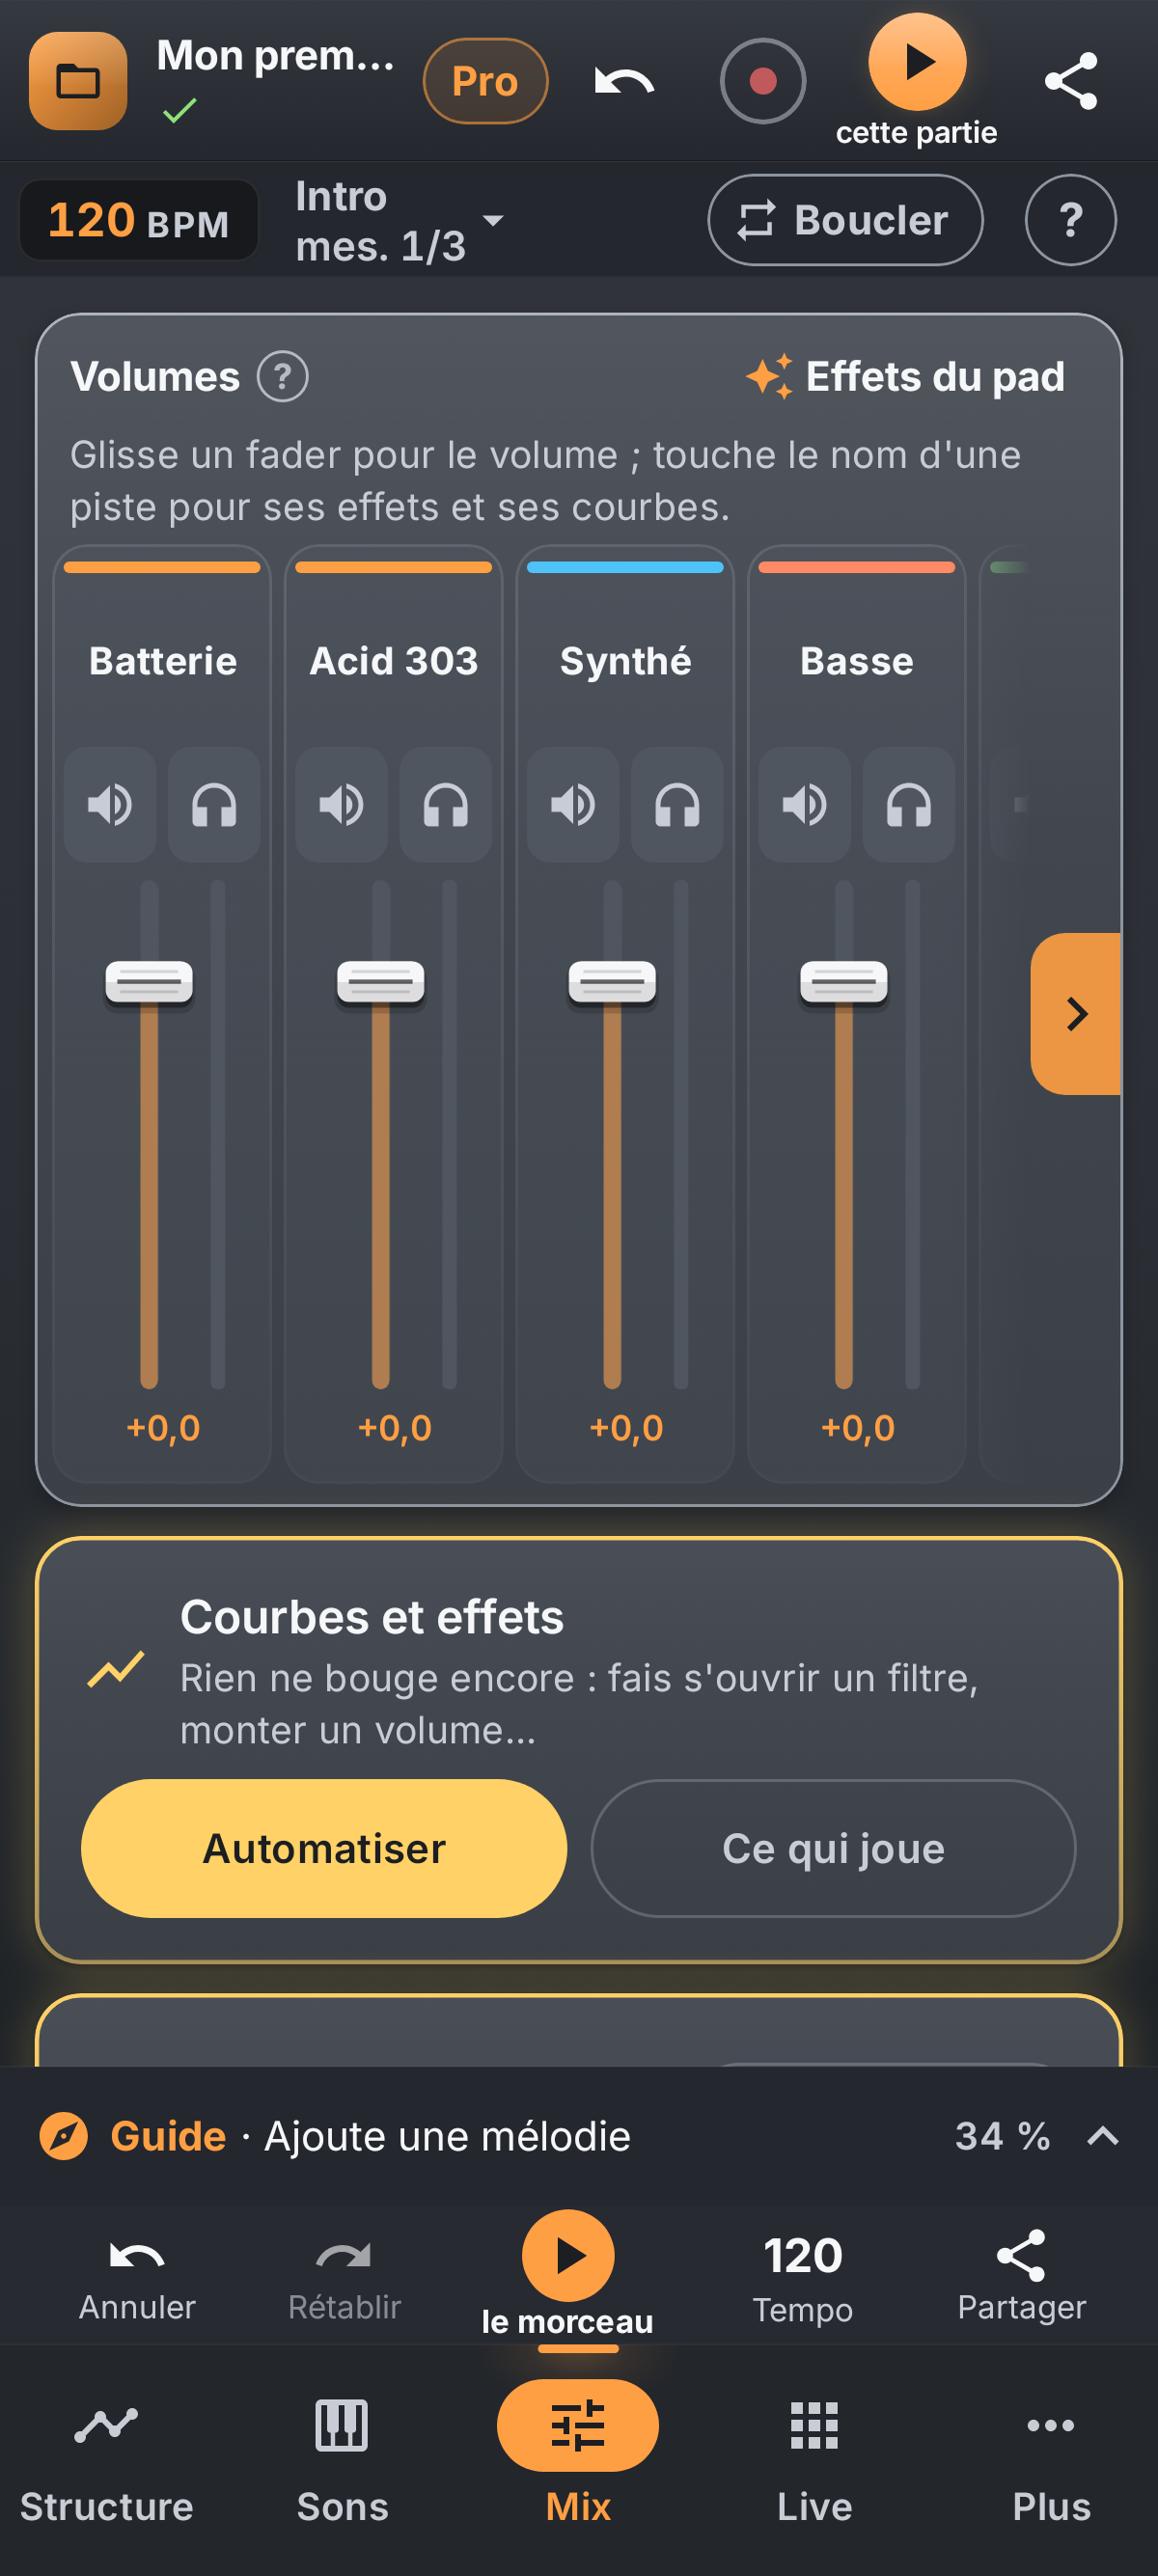 Mon prem...
Pro
cette partie
120 BPM
Intro
mes. 1/3
Boucler
?
Volumes ?
Effets du pad
Glisse un fader pour le volume ; touche le nom d'une
piste pour ses effets et ses courbes.
Batterie
Acid 303
Synthé
Basse
+0,0
+0,0
+0,0
+0,0
Courbes et effets
Rien ne bouge encore : fais s'ouvrir un filtre,
monter un volume...
Automatiser
Ce qui joue
Guide · Ajoute une mélodie
34 %
Annuler
Rétablir
le morceau
120
Tempo
Partager
Structure
Sons
Mix
Live
Plus